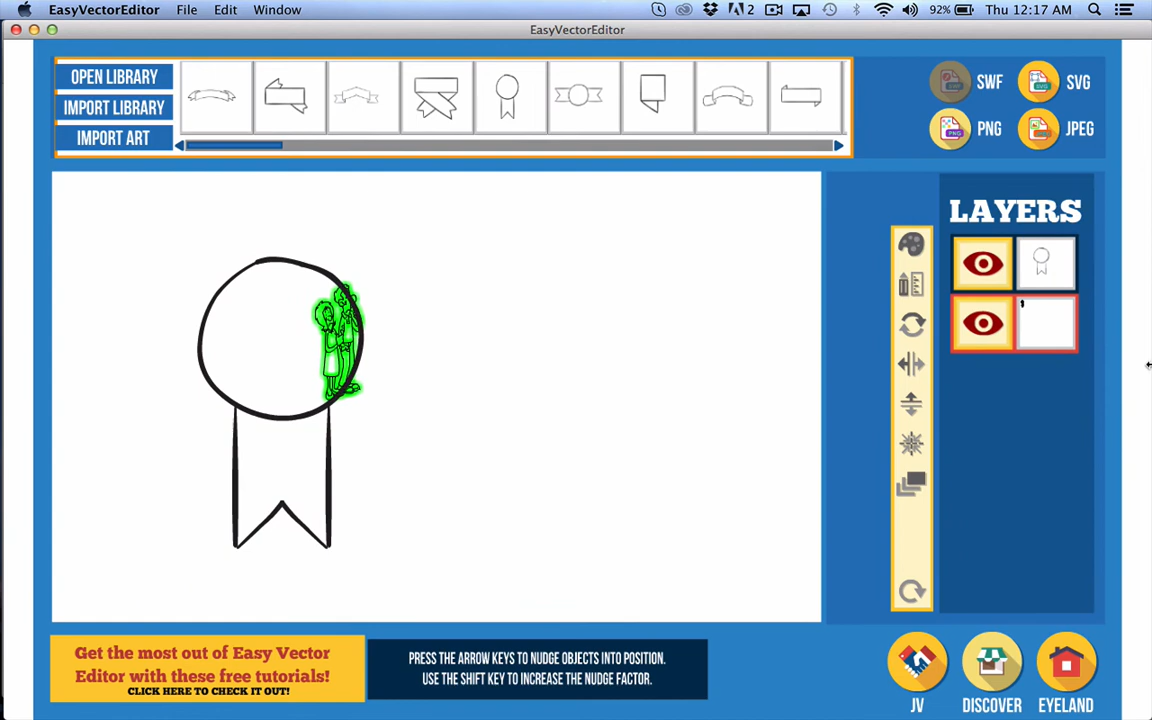 EasyVectorEditor File Edit Window 2 92% Thu 12:17 AM
EasyVectorEditor
OPEN LIBRARY
IMPORT LIBRARY
IMPORT ART
SWF SVG
PNG JPEG
LAYERS
Get the most out of Easy Vector
Editor with these free tutorials!
CLICK HERE TO CHECK IT OUT!
PRESS THE ARROW KEYS TO NUDGE OBJECTS INTO POSITION.
USE THE SHIFT KEY TO INCREASE THE NUDGE FACTOR.
JV DISCOVER EYELAND